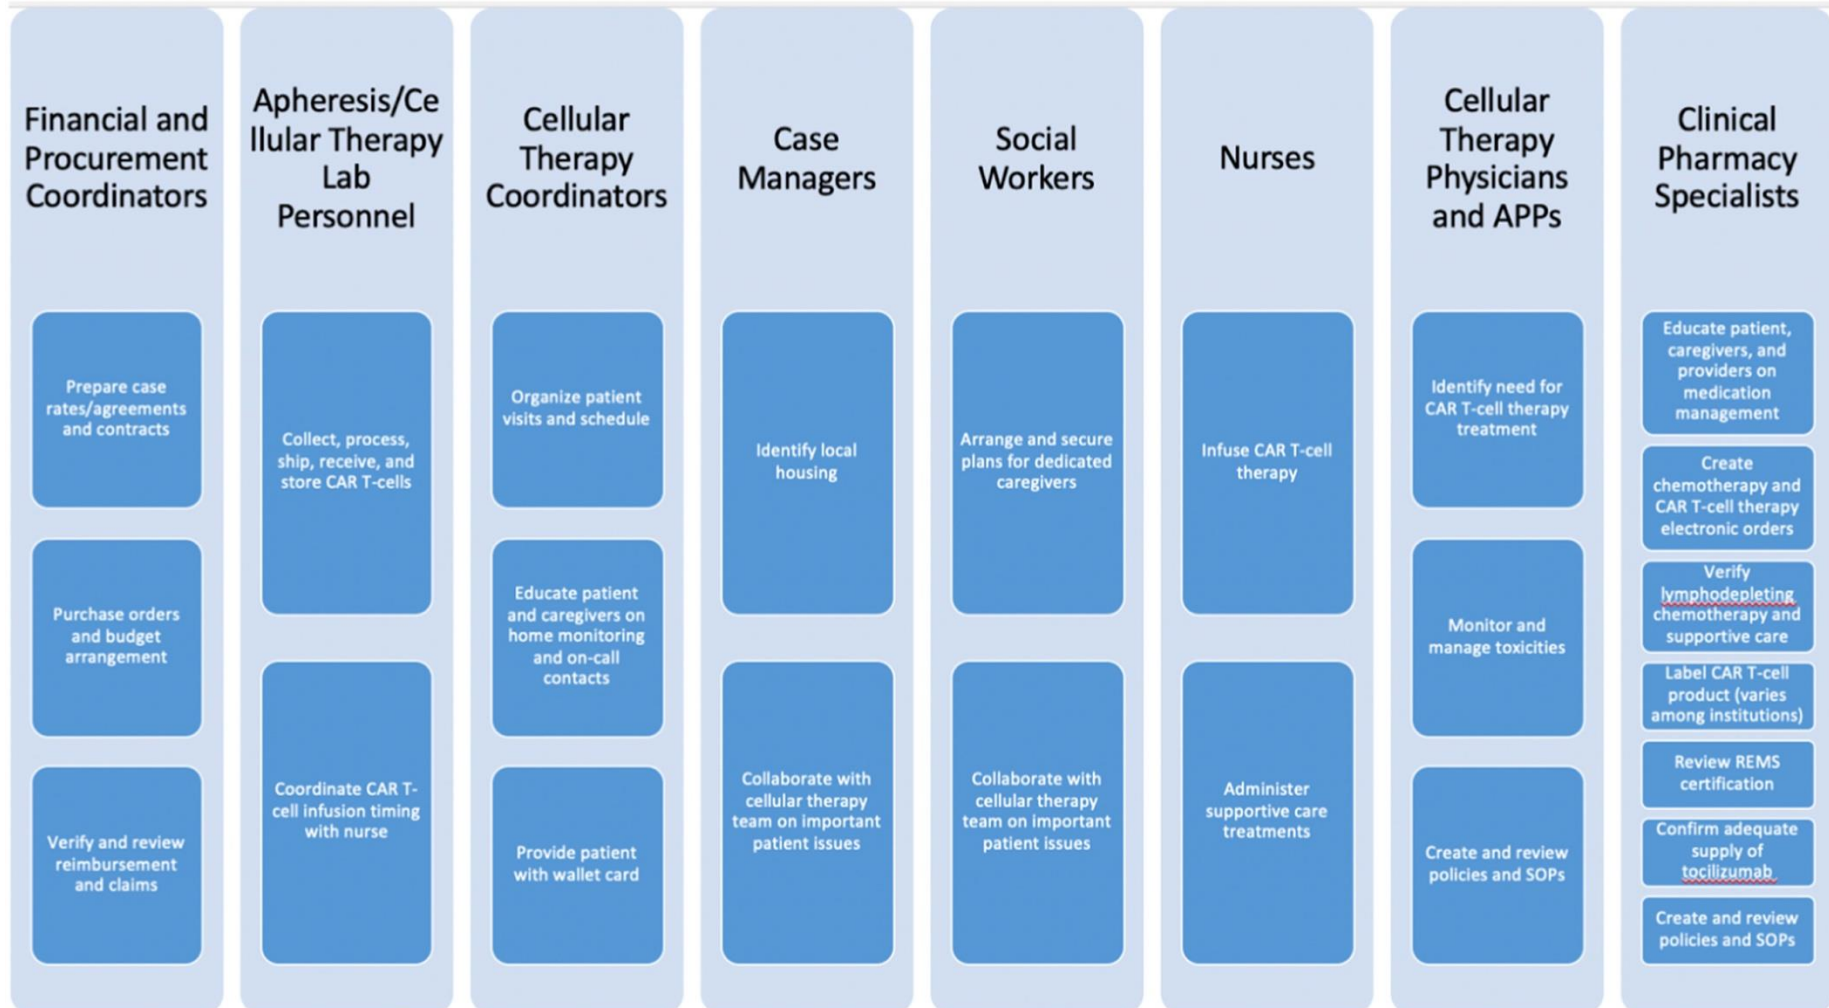 Financial and
Procurement
Coordinators
Prepare case
rates/agreements
and contracts
Purchase orders
and budget
arrangement
Verify and review
reimbursement
and claims
Apheresis/Ce
llular Therapy
Lab
Personnel
Collect, process,
ship, receive, and
store CAR T-cells
Coordinate CAR T-
cell infusion timing
with nurse
Cellular
Therapy
Coordinators
Organize patient
visits and schedule
Educate patient
and caregivers on
home monitoring
and on-call
contacts
Provide patient
with wallet card
Case
Managers
Identify local
housing
Collaborate with
cellular therapy
team on important
patient issues
Social
Workers
Arrange and secure
plans for dedicated
caregivers
Collaborate with
cellular therapy
team on important
patient issues
Nurses
Infuse CAR T-cell
therapy
Administer
supportive care
treatments
Cellular
Therapy
Physicians
and APPs
Identify need for
CAR T-cell therapy
treatment
Monitor and
manage toxicities
Create and review
policies and SOPs
Clinical
Pharmacy
Specialists
Educate patient,
caregivers, and
providers on
medication
management
Create
chemotherapy and
CAR T-cell therapy
electronic orders
Verify
lymphodepleting
chemotherapy and
supportive care
Label CAR T-cell
product (varies
among institutions)
Review REMS
certification
Confirm adequate
supply of
tocilizumab
Create and review
policies and SOPs